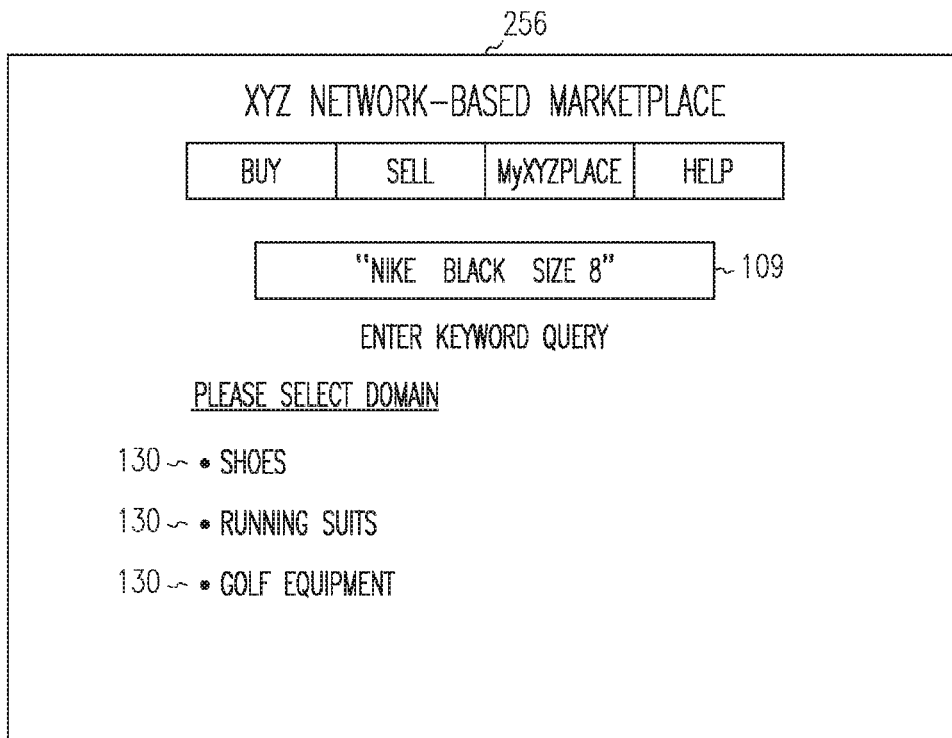 256
XYZ NETWORK-BASED MARKETPLACE
BUY SELL MyXYZPLACE HELP
"NIKE BLACK SIZE 8" 109
ENTER KEYWORD QUERY
PLEASE SELECT DOMAIN
130 • SHOES
130 • RUNNING SUITS
130 • GOLF EQUIPMENT